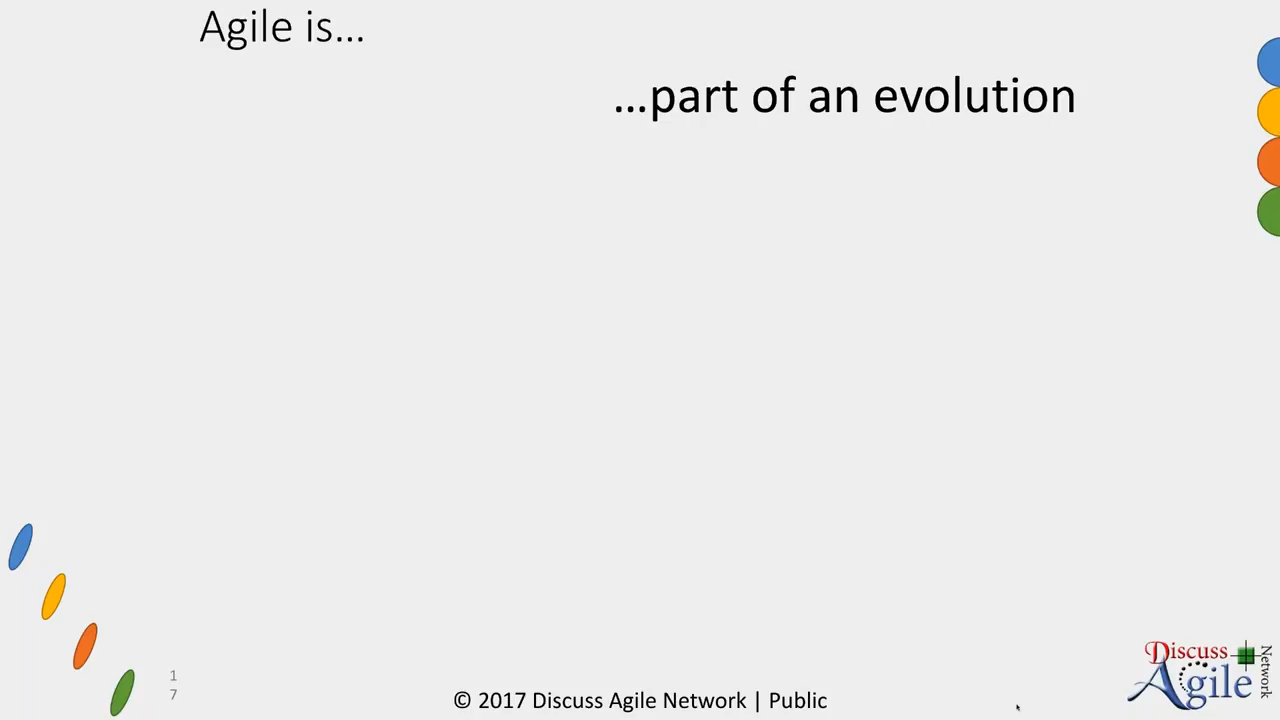 Agile is...
...part of an evolution
1
7
© 2017 Discuss Agile Network | Public
Discuss
Agile
Network